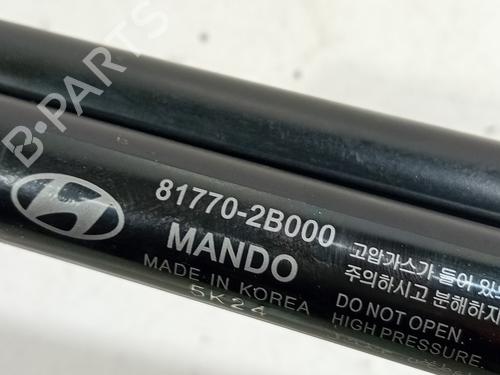 B-PARTS
81770-2B000
MANDO
MADE IN KOREA
5K24
고압가스가 들어 있
주의하시고 분해하지
DO NOT OPEN.
HIGH PRESSURE.